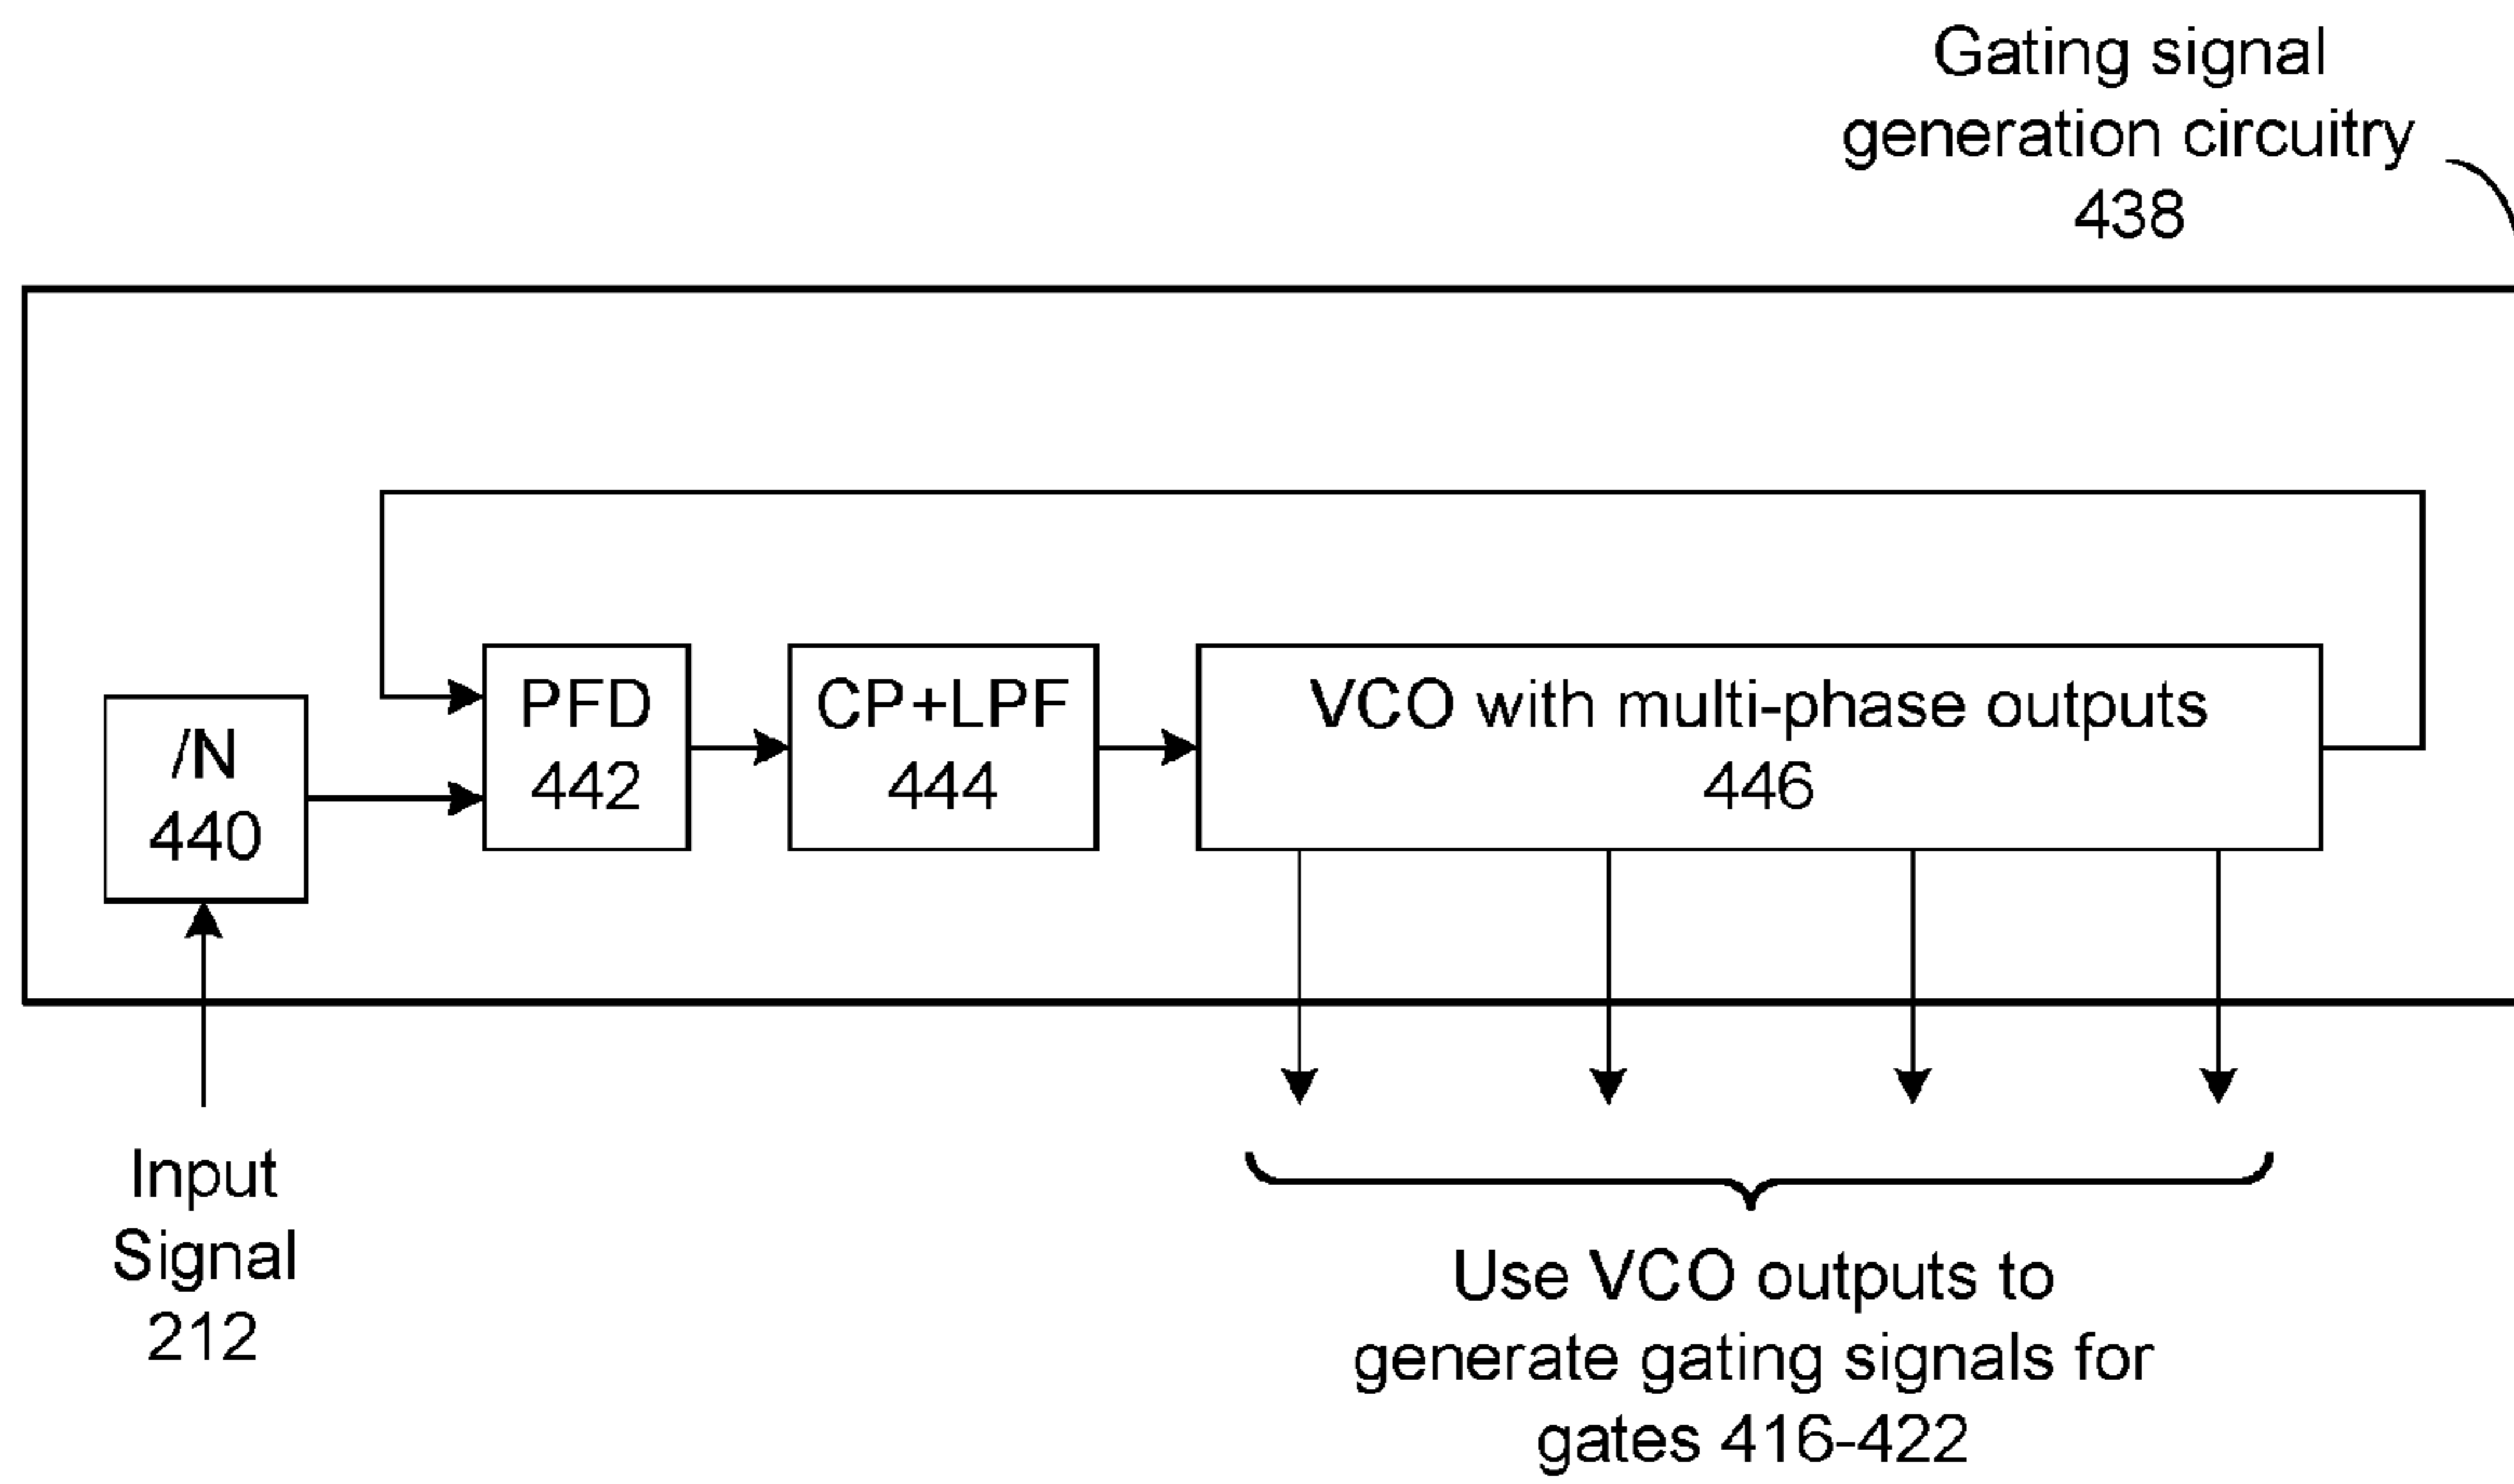 Gating signal
generation circuitry
438
/N
440
PFD
442
CP+LPF
444
VCO with multi-phase outputs
446
Input
Signal
212
Use VCO outputs to
generate gating signals for
gates 416-422